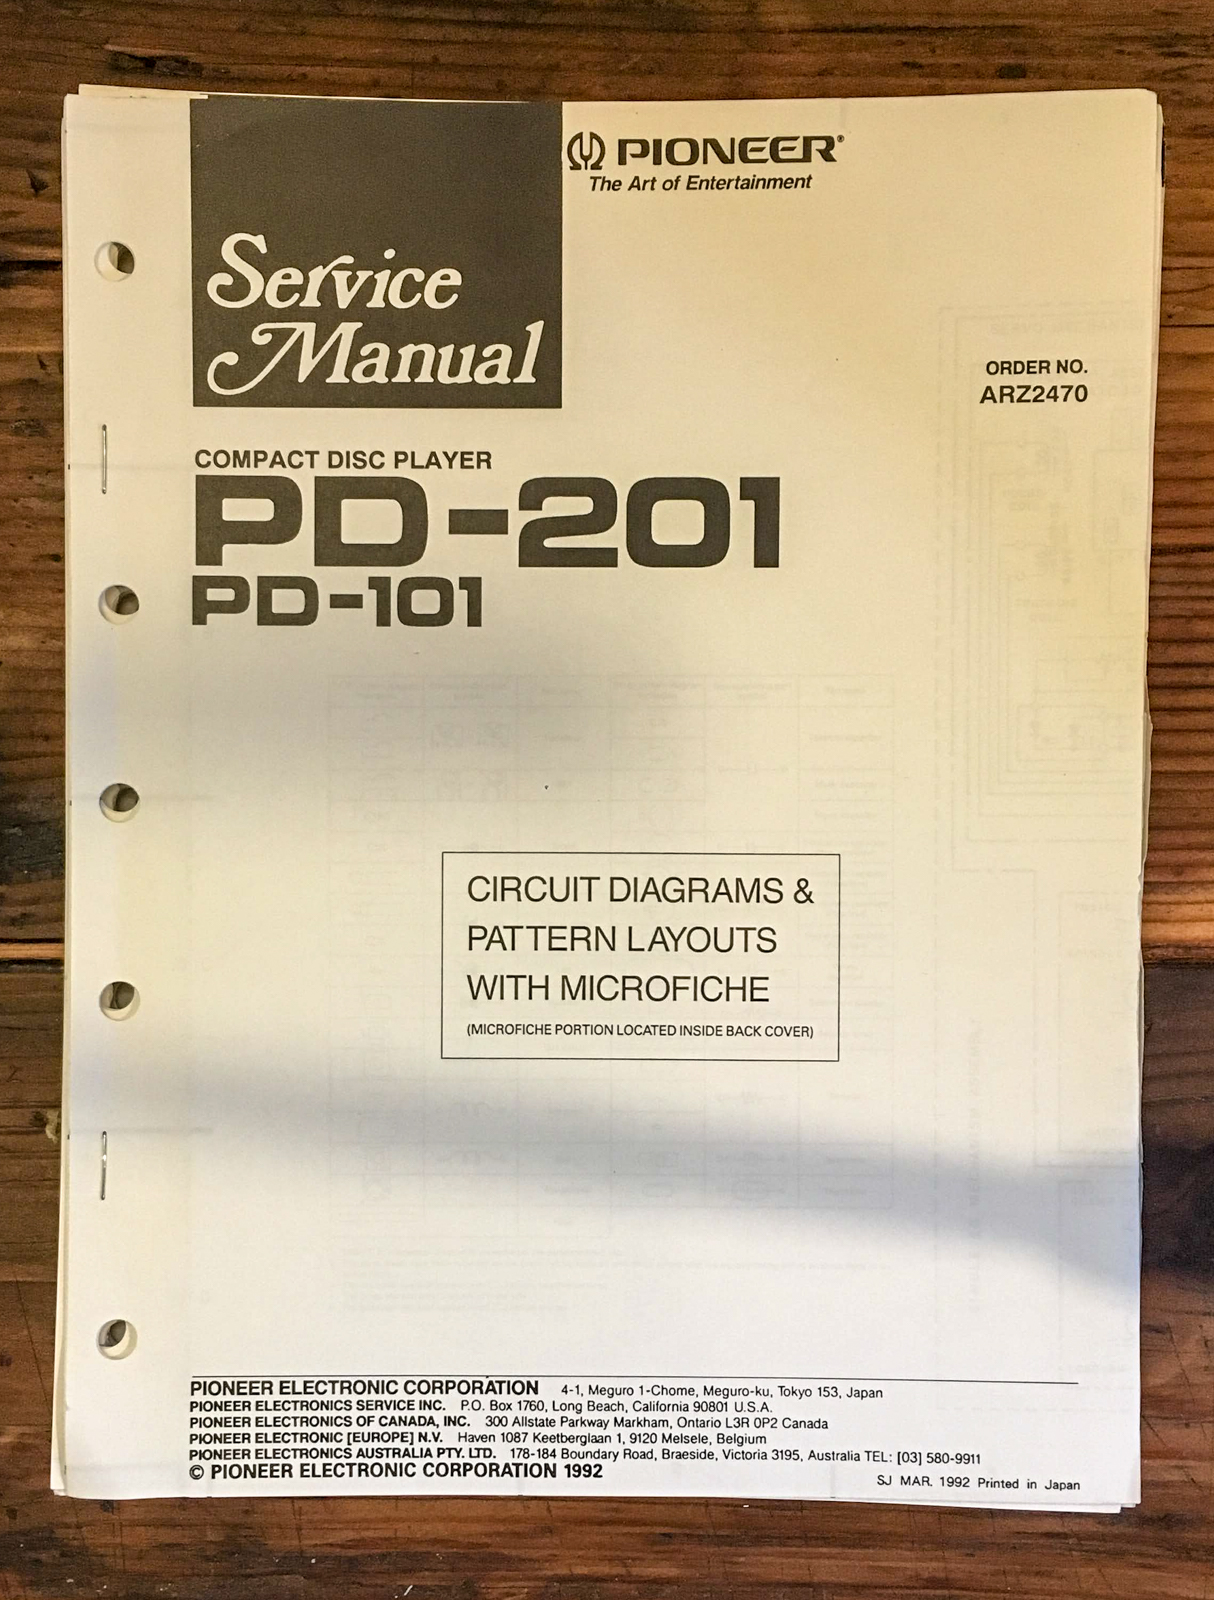 PIONEER®
The Art of Entertainment
Service
Manual
ORDER NO.
ARZ2470
COMPACT DISC PLAYER
PD-201
PD-101
CIRCUIT DIAGRAMS &
PATTERN LAYOUTS
WITH MICROFICHE
(MICROFICHE PORTION LOCATED INSIDE BACK COVER)
PIONEER ELECTRONIC CORPORATION 4-1, Meguro 1-Chome, Meguro-ku, Tokyo 153, Japan
PIONEER ELECTRONICS SERVICE INC. P.O. Box 1760, Long Beach, California 90801 U.S.A.
PIONEER ELECTRONICS OF CANADA, INC. 300 Allstate Parkway Markham, Ontario L3R 0P2 Canada
PIONEER ELECTRONIC [EUROPE] N.V. Haven 1087 Keetberglaan 1, 9120 Melsele, Belgium
PIONEER ELECTRONICS AUSTRALIA PTY. LTD. 178-184 Boundary Road, Braeside, Victoria 3195, Australia TEL: [03] 580-9911
© PIONEER ELECTRONIC CORPORATION 1992
SJ MAR. 1992 Printed in Japan